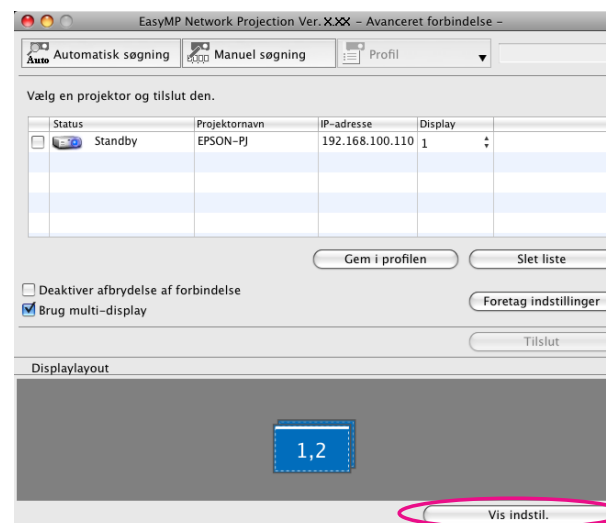 EasyMP Network Projection Ver. X.XX – Avanceret forbindelse –
Auto Automatisk søgning Manuel søgning Profil
Vælg en projektor og tilslut den.
Status Projektornavn IP-adresse Display
Standby EPSON-PJ 192.168.100.110 1
Gem i profilen Slet liste
Deaktiver afbrydelse af forbindelse
Brug multi-display
Foretag indstillinger
Tilslut
Displaylayout
1,2
Vis indstil.